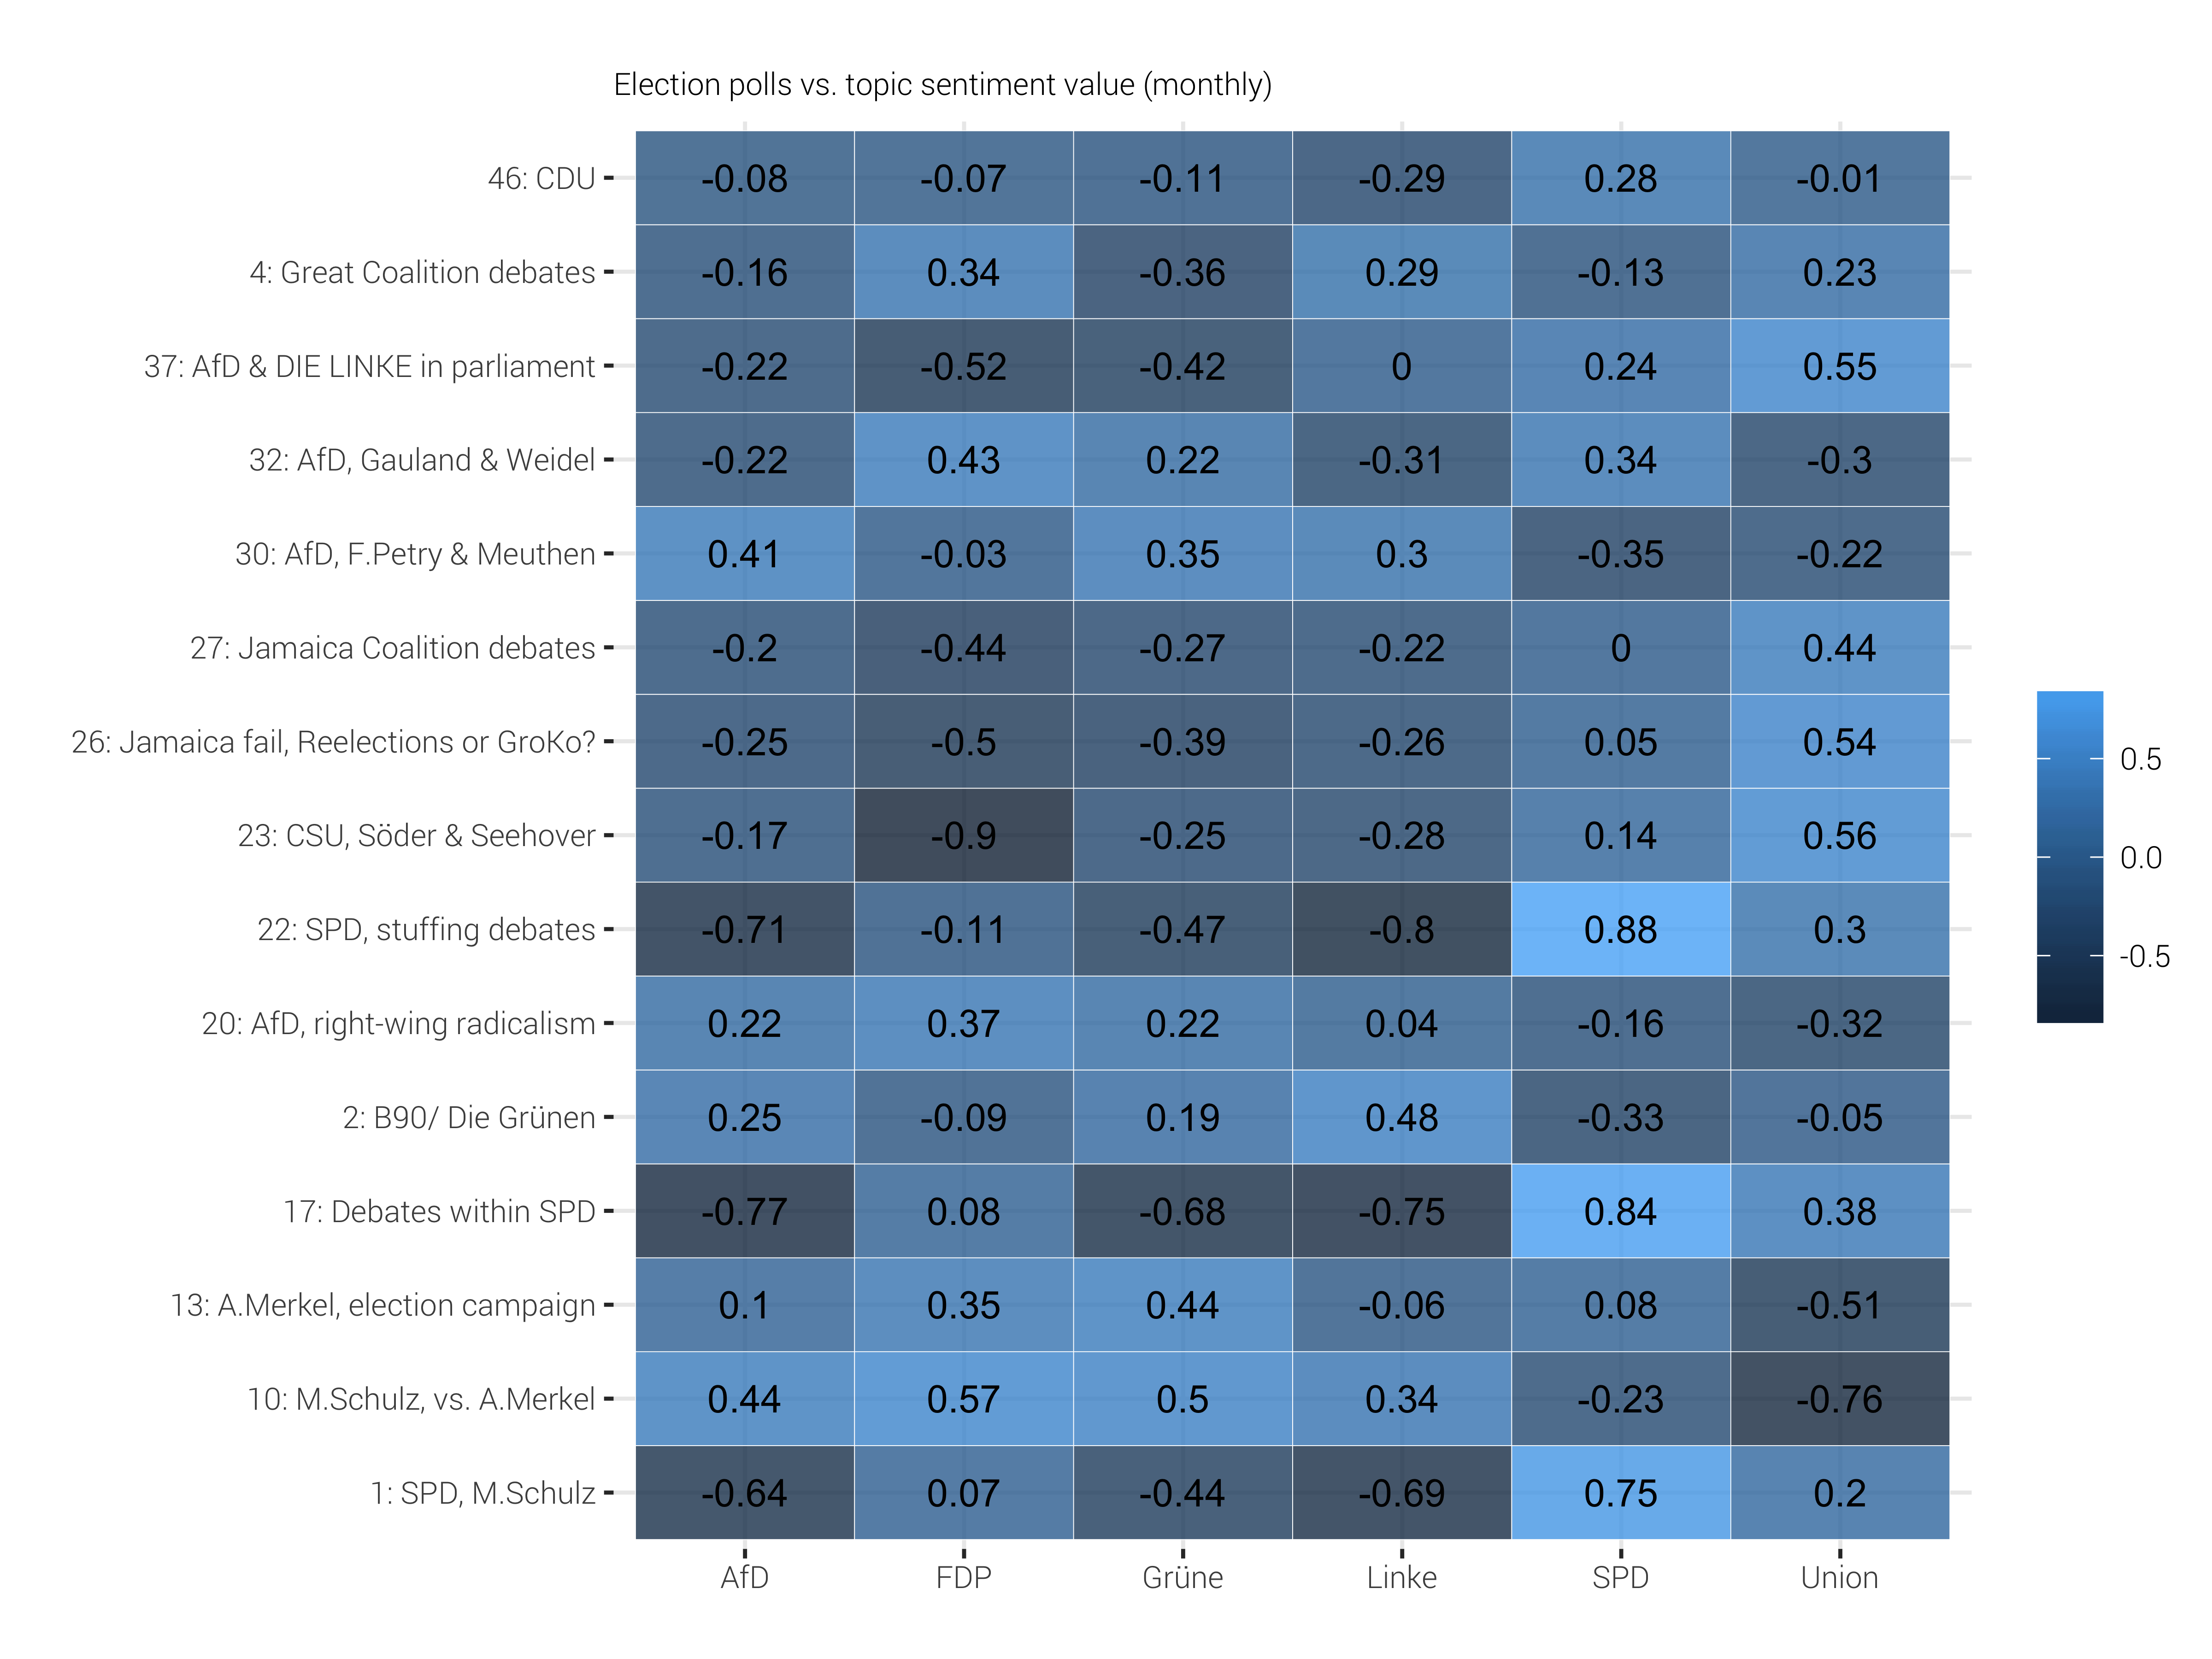 Election polls vs. topic sentiment value (monthly)
46: CDU -0.08 -0.07 -0.11 -0.29 0.28 -0.01
4: Great Coalition debates -0.16 0.34 -0.36 0.29 -0.13 0.23
37: AfD & DIE LINKE in parliament -0.22 -0.52 -0.42 0 0.24 0.55
32: AfD, Gauland & Weidel -0.22 0.43 0.22 -0.31 0.34 -0.3
30: AfD, F.Petry & Meuthen 0.41 -0.03 0.35 0.3 -0.35 -0.22
27: Jamaica Coalition debates -0.2 -0.44 -0.27 -0.22 0 0.44
26: Jamaica fail, Reelections or GroKo? -0.25 -0.5 -0.39 -0.26 0.05 0.54
23: CSU, Söder & Seehover -0.17 -0.9 -0.25 -0.28 0.14 0.56
22: SPD, stuffing debates -0.71 -0.11 -0.47 -0.8 0.88 0.3
20: AfD, right-wing radicalism 0.22 0.37 0.22 0.04 -0.16 -0.32
2: B90/ Die Grünen 0.25 -0.09 0.19 0.48 -0.33 -0.05
17: Debates within SPD -0.77 0.08 -0.68 -0.75 0.84 0.38
13: A.Merkel, election campaign 0.1 0.35 0.44 -0.06 0.08 -0.51
10: M.Schulz, vs. A.Merkel 0.44 0.57 0.5 0.34 -0.23 -0.76
1: SPD, M.Schulz -0.64 0.07 -0.44 -0.69 0.75 0.2
AfD FDP Grüne Linke SPD Union
0.5
0.0
-0.5